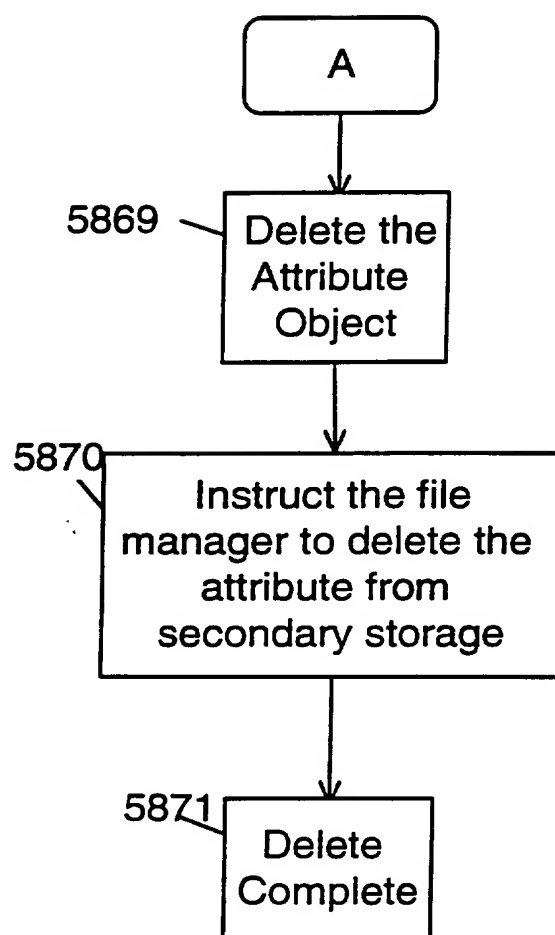 A
5869
Delete the
Attribute
Object
5870
Instruct the file
manager to delete the
attribute from
secondary storage
5871
Delete
Complete